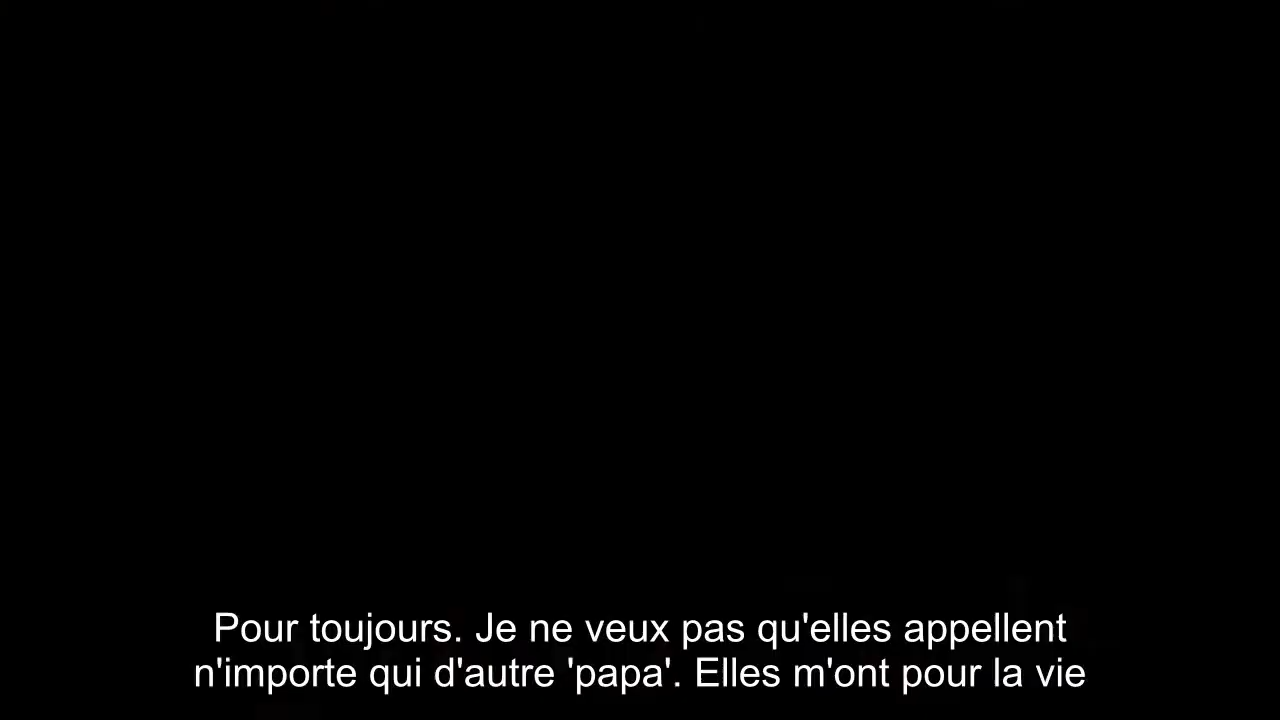 Pour toujours. Je ne veux pas qu'elles appellent
n'importe qui d'autre 'papa'. Elles m'ont pour la vie